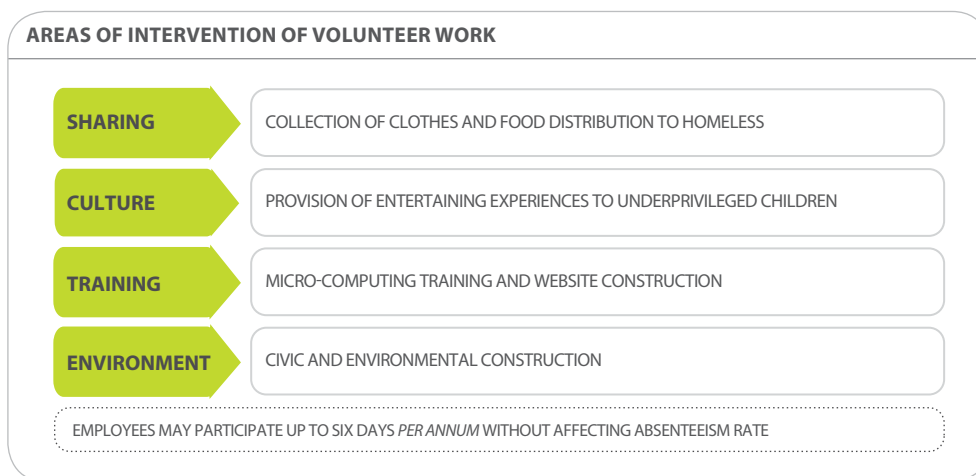 AREAS OF INTERVENTION OF VOLUNTEER WORK
SHARING
COLLECTION OF CLOTHES AND FOOD DISTRIBUTION TO HOMELESS
CULTURE
PROVISION OF ENTERTAINING EXPERIENCES TO UNDERPRIVILEGED CHILDREN
TRAINING
MICRO-COMPUTING TRAINING AND WEBSITE CONSTRUCTION
ENVIRONMENT
CIVIC AND ENVIRONMENTAL CONSTRUCTION
EMPLOYEES MAY PARTICIPATE UP TO SIX DAYS PER ANNUM WITHOUT AFFECTING ABSENTEEISM RATE